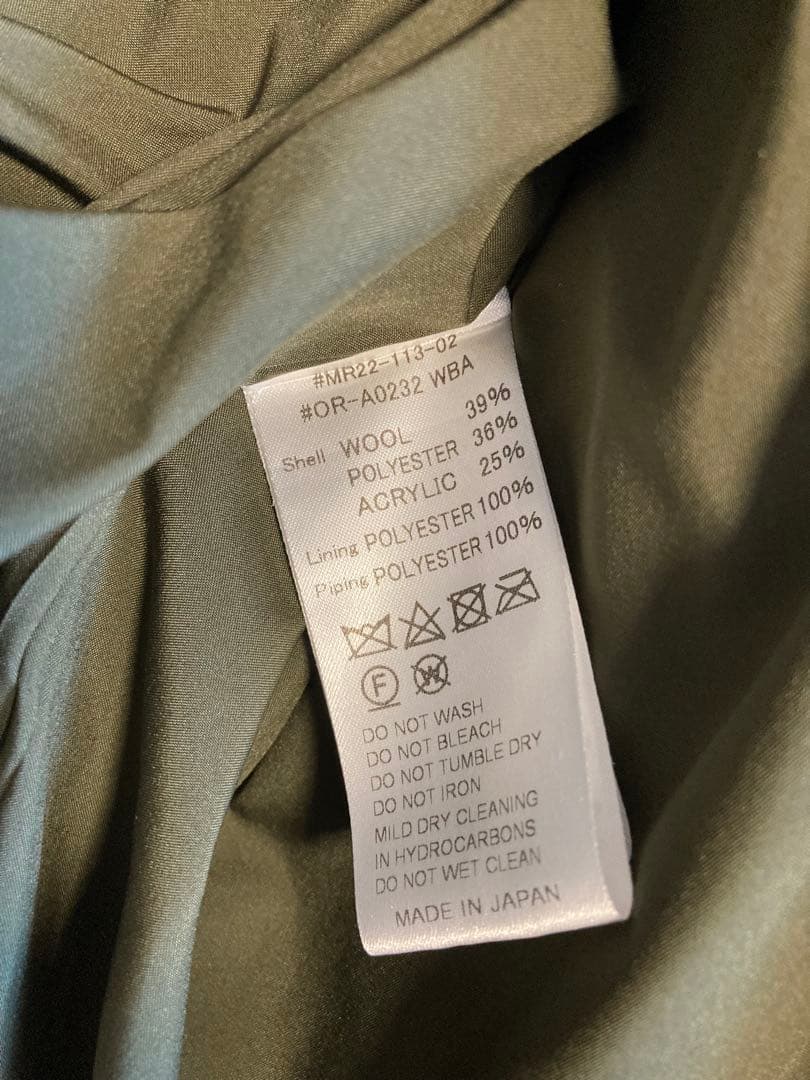 #MR22-113-02
#OR-A0232 WBA
Shell WOOL 39%
POLYESTER 36%
ACRYLIC 25%
Lining POLYESTER 100%
Piping POLYESTER 100%
F W
DO NOT WASH
DO NOT BLEACH
DO NOT TUMBLE DRY
DO NOT IRON
MILD DRY CLEANING
IN HYDROCARBONS
DO NOT WET CLEAN
MADE IN JAPAN